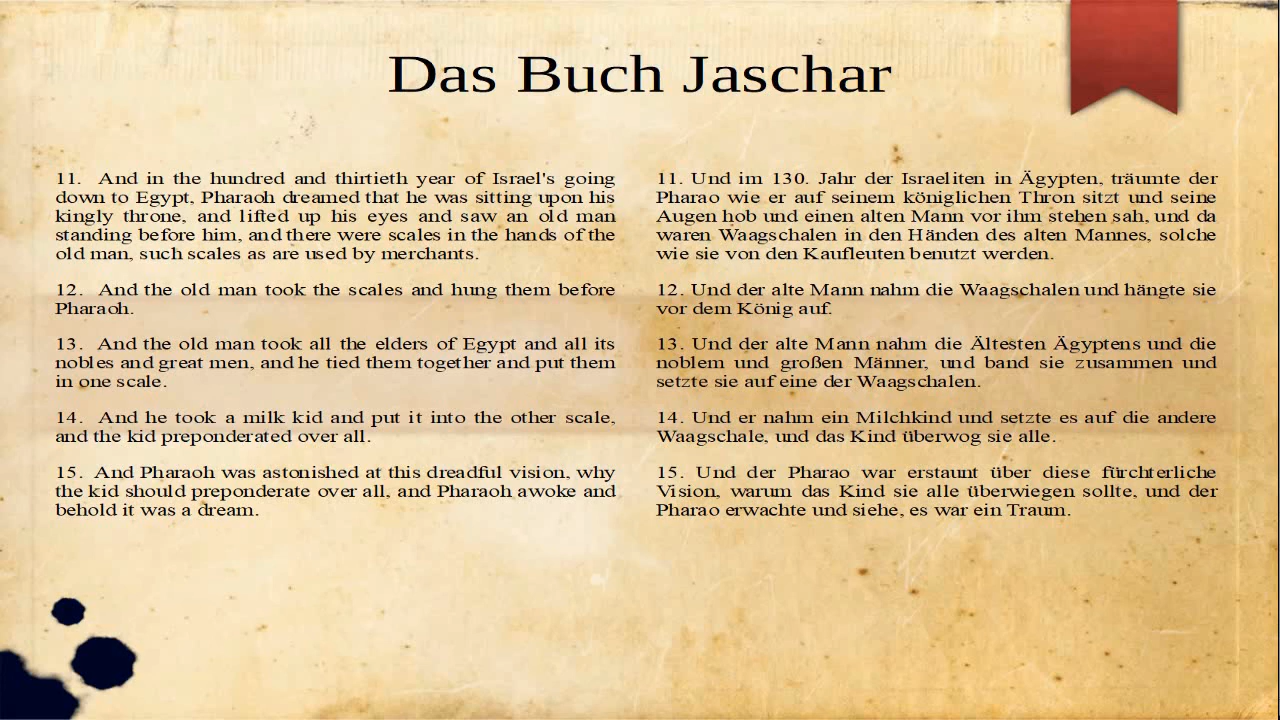 Das Buch Jaschar
11. And in the hundred and thirtieth year of Israel's going
down to Egypt, Pharaoh dreamed that he was sitting upon his
kingly throne, and lifted up his eyes and saw an old man
standing before him, and there were scales in the hands of the
old man, such scales as are used by merchants.
12. And the old man took the scales and hung them before
Pharaoh.
13. And the old man took all the elders of Egypt and all its
nobles and great men, and he tied them together and put them
in one scale.
14. And he took a milk kid and put it into the other scale,
and the kid preponderated over all.
15. And Pharaoh was astonished at this dreadful vision, why
the kid should preponderate over all, and Pharaoh awoke and
behold it was a dream.
11. Und im 130. Jahr der Israeliten in Ägypten, träumte der
Pharao wie er auf seinem königlichen Thron sitzt und seine
Augen hob und einen alten Mann vor ihm stehen sah, und da
waren Waagschalen in den Händen des alten Mannes, solche
wie sie von den Kaufleuten benutzt werden.
12. Und der alte Mann nahm die Waagschalen und hängte sie
vor dem König auf.
13. Und der alte Mann nahm die Ältesten Ägyptens und die
noblem und großen Männer, und band sie zusammen und
setzte sie auf eine der Waagschalen.
14. Und er nahm ein Milchkind und setzte es auf die andere
Waagschale, und das Kind überwog sie alle.
15. Und der Pharao war erstaunt über diese fürchterliche
Vision, warum das Kind sie alle überwiegen sollte, und der
Pharao erwachte und siehe, es war ein Traum.